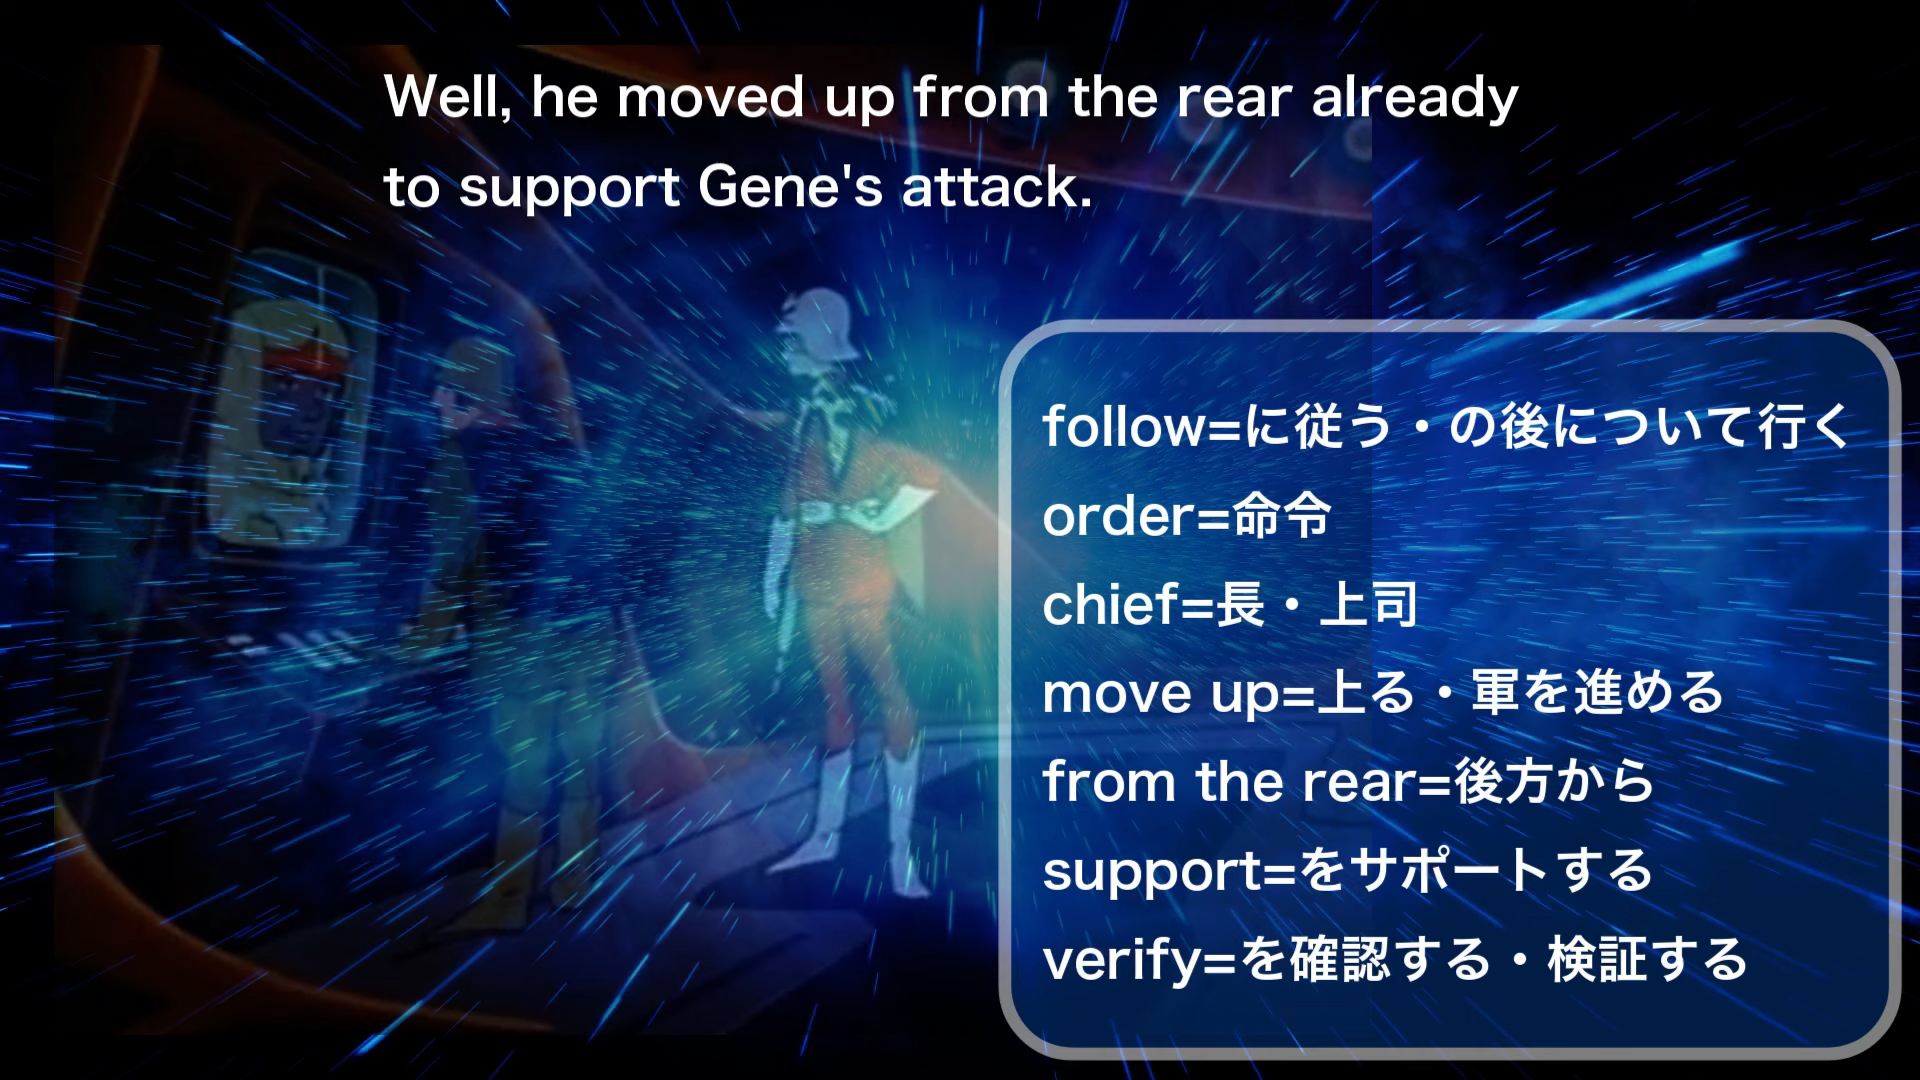 Well, he moved up from the rear already
to support Gene's attack.
follow=に従う・の後について行く
order=命令
chief=長・上司
move up=上る・軍を進める
from the rear=後方から
support=をサポートする
verify=を確認する・検証する